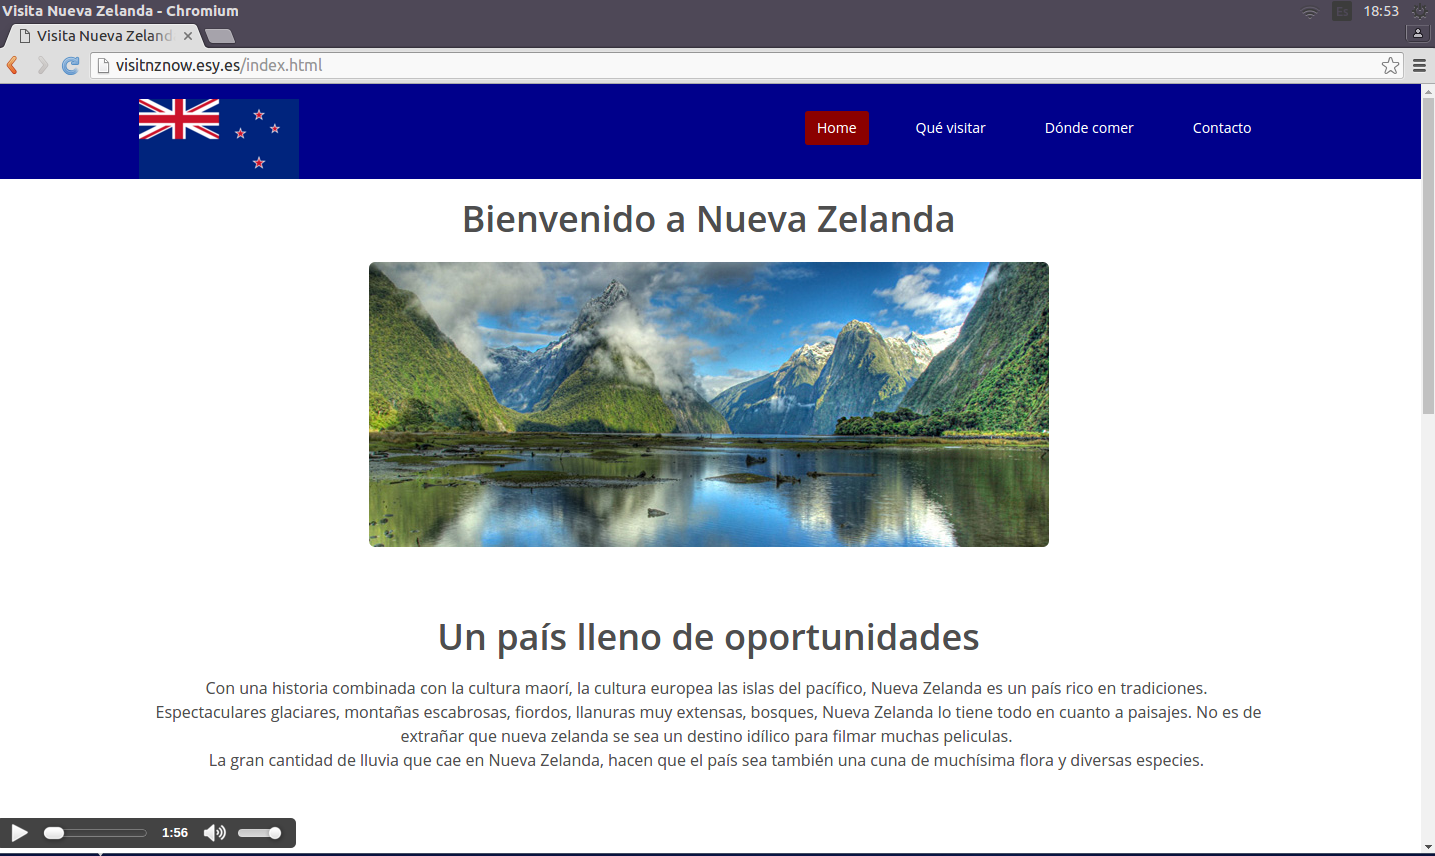 Visita Nueva Zelanda - Chromium
Es
18:53
Visita Nueva Zeland
visitnznow.esy.es/index.html
Home
Qué visitar
Dónde comer
Contacto
Bienvenido a Nueva Zelanda
Un país lleno de oportunidades
Con una historia combinada con la cultura maorí, la cultura europea las islas del pacífico, Nueva Zelanda es un país rico en tradiciones.
Espectaculares glaciares, montañas escabrosas, fiordos, llanuras muy extensas, bosques, Nueva Zelanda lo tiene todo en cuanto a paisajes. No es de
extrañar que nueva zelanda se sea un destino idílico para filmar muchas peliculas.
La gran cantidad de lluvia que cae en Nueva Zelanda, hacen que el país sea también una cuna de muchísima flora y diversas especies.
1:56